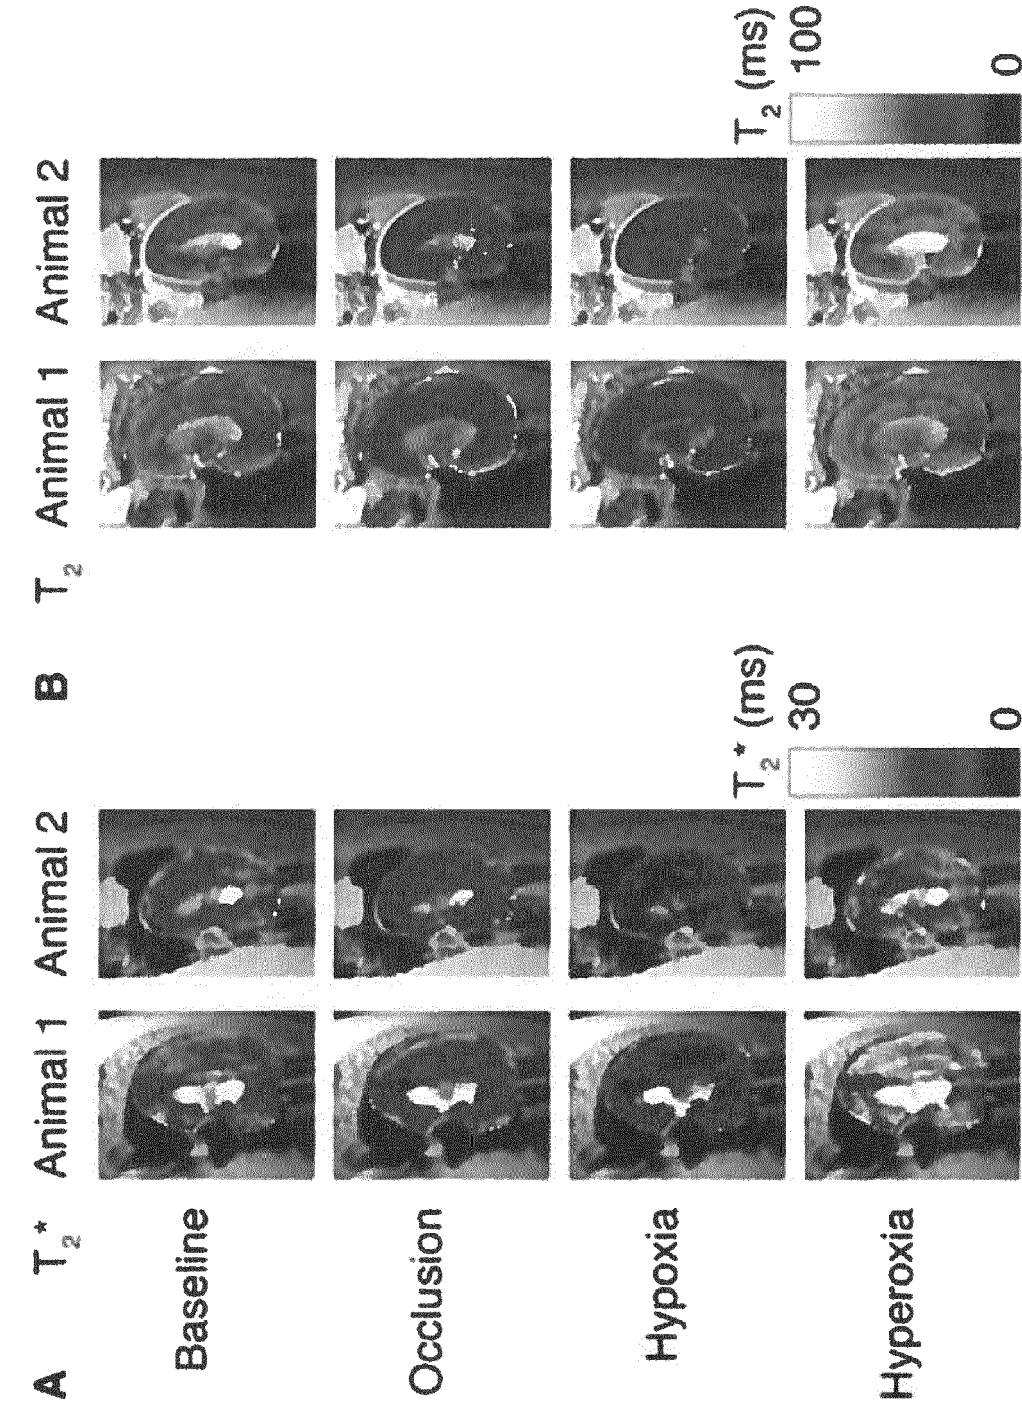 A T₂* Animal 1 Animal 2
Baseline
Occlusion
Hypoxia
Hyperoxia
T₂* (ms)
30
0
B T₂ Animal 1 Animal 2
T₂ (ms)
100
0